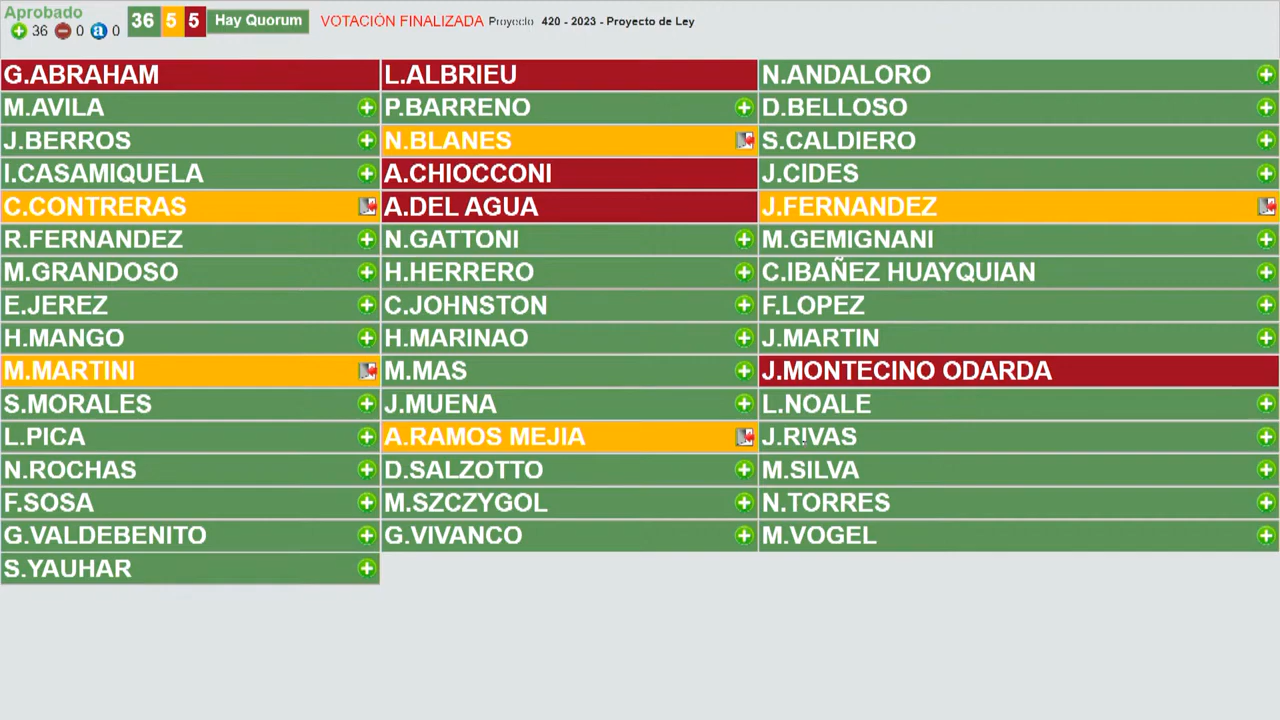 Aprobado
36 0 a 0
36 5 5 Hay Quorum
VOTACIÓN FINALIZADA Proyecto 420 - 2023 - Proyecto de Ley
G.ABRAHAM L.ALBRIEU N.ANDALORO
M.AVILA P.BARRENO D.BELLOSO
J.BERROS N.BLANES S.CALDIERO
I.CASAMIQUELA A.CHIOCCONI J.CIDES
C.CONTRERAS A.DEL AGUA J.FERNANDEZ
R.FERNANDEZ N.GATTONI M.GEMIGNANI
M.GRANDOSO H.HERRERO C.IBAÑEZ HUAYQUIAN
E.JEREZ C.JOHNSTON F.LOPEZ
H.MANGO H.MARINAO J.MARTIN
M.MARTINI M.MAS J.MONTECINO ODARDA
S.MORALES J.MUENA L.NOALE
L.PICA A.RAMOS MEJIA J.RIVAS
N.ROCHAS D.SALZOTTO M.SILVA
F.SOSA M.SZCZYGOL N.TORRES
G.VALDEBENITO G.VIVANCO M.VOGEL
S.YAUHAR